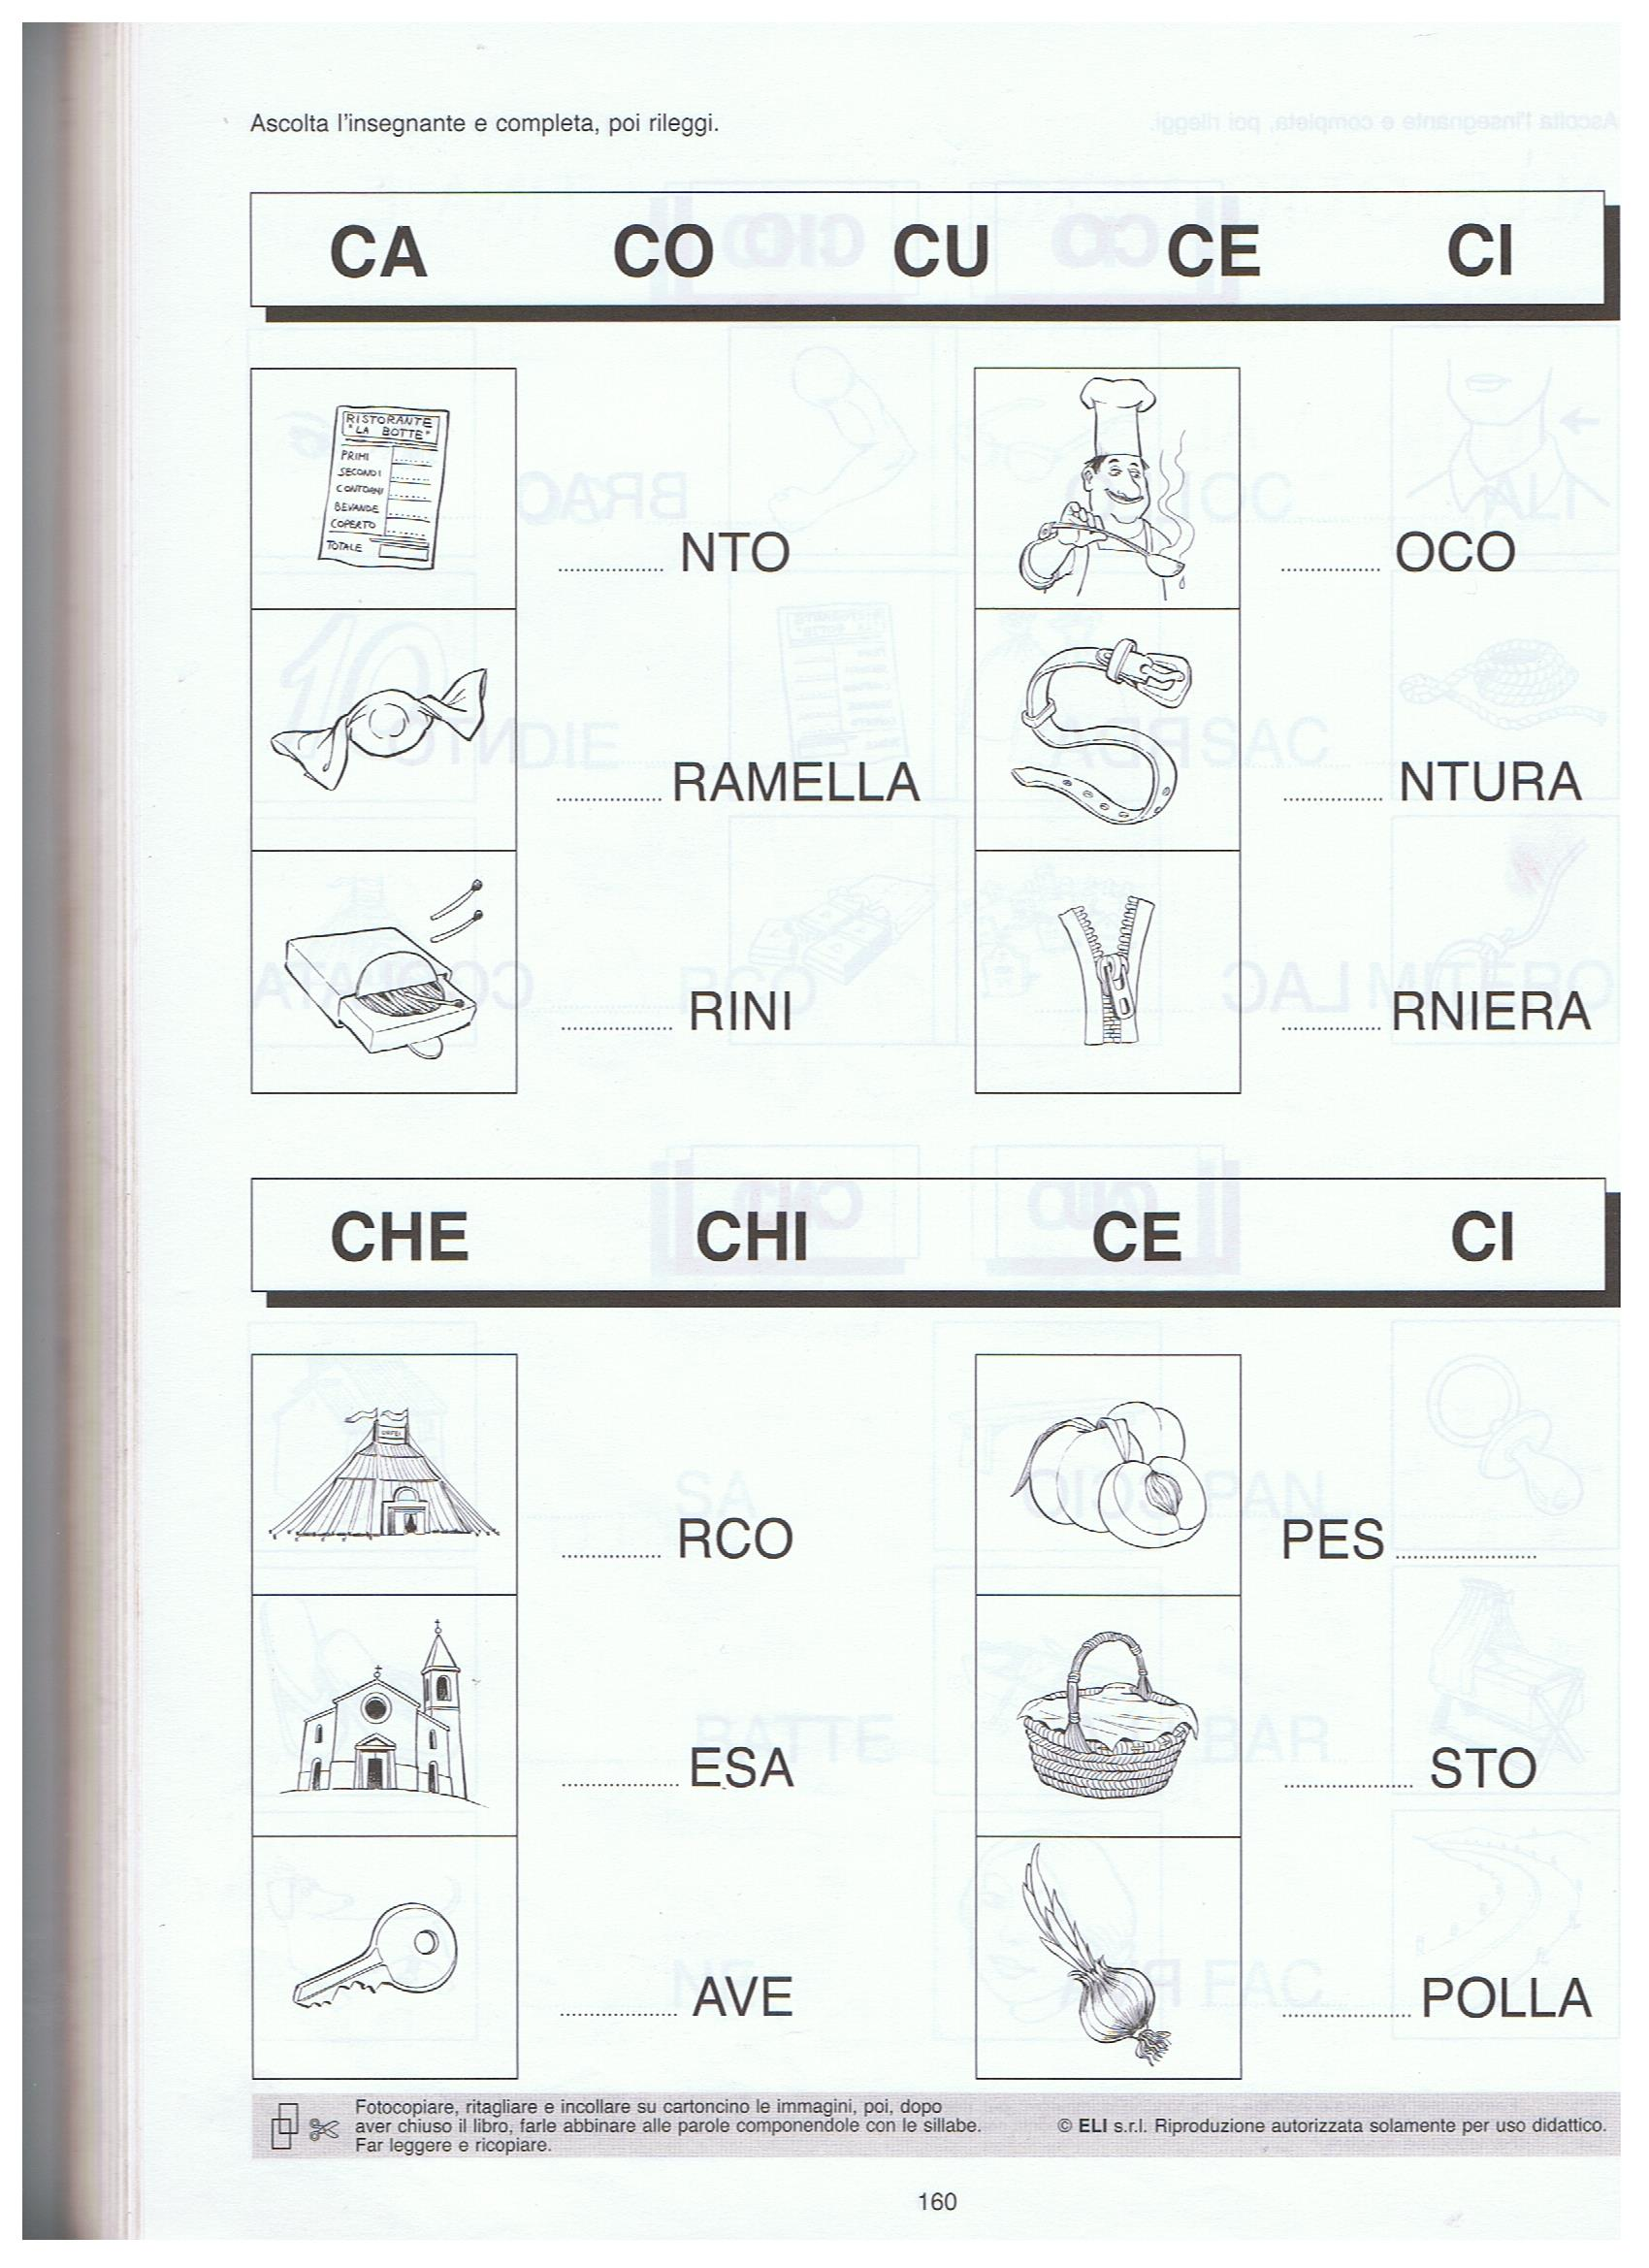 Ascolta l'insegnante e completa, poi rileggi.
CA CO CU CE CI
RISTORANTE
"LA BOTTE"
PRIMI ........
SECONDI ........
CONTORNI ........
BEVANDE ........
COPERTO ........
TOTALE
................ NTO
............... OCO
................ RAMELLA
............... NTURA
................. RINI
............... RNIERA
CHE CHI CE CI
............... RCO
PES .....................
.................. ESA
.................... STO
.................. AVE
.................... POLLA
Fotocopiare, ritagliare e incollare su cartoncino le immagini, poi, dopo
aver chiuso il libro, farle abbinare alle parole componendole con le sillabe.
Far leggere e ricopiare.
© ELI s.r.l. Riproduzione autorizzata solamente per uso didattico.
160